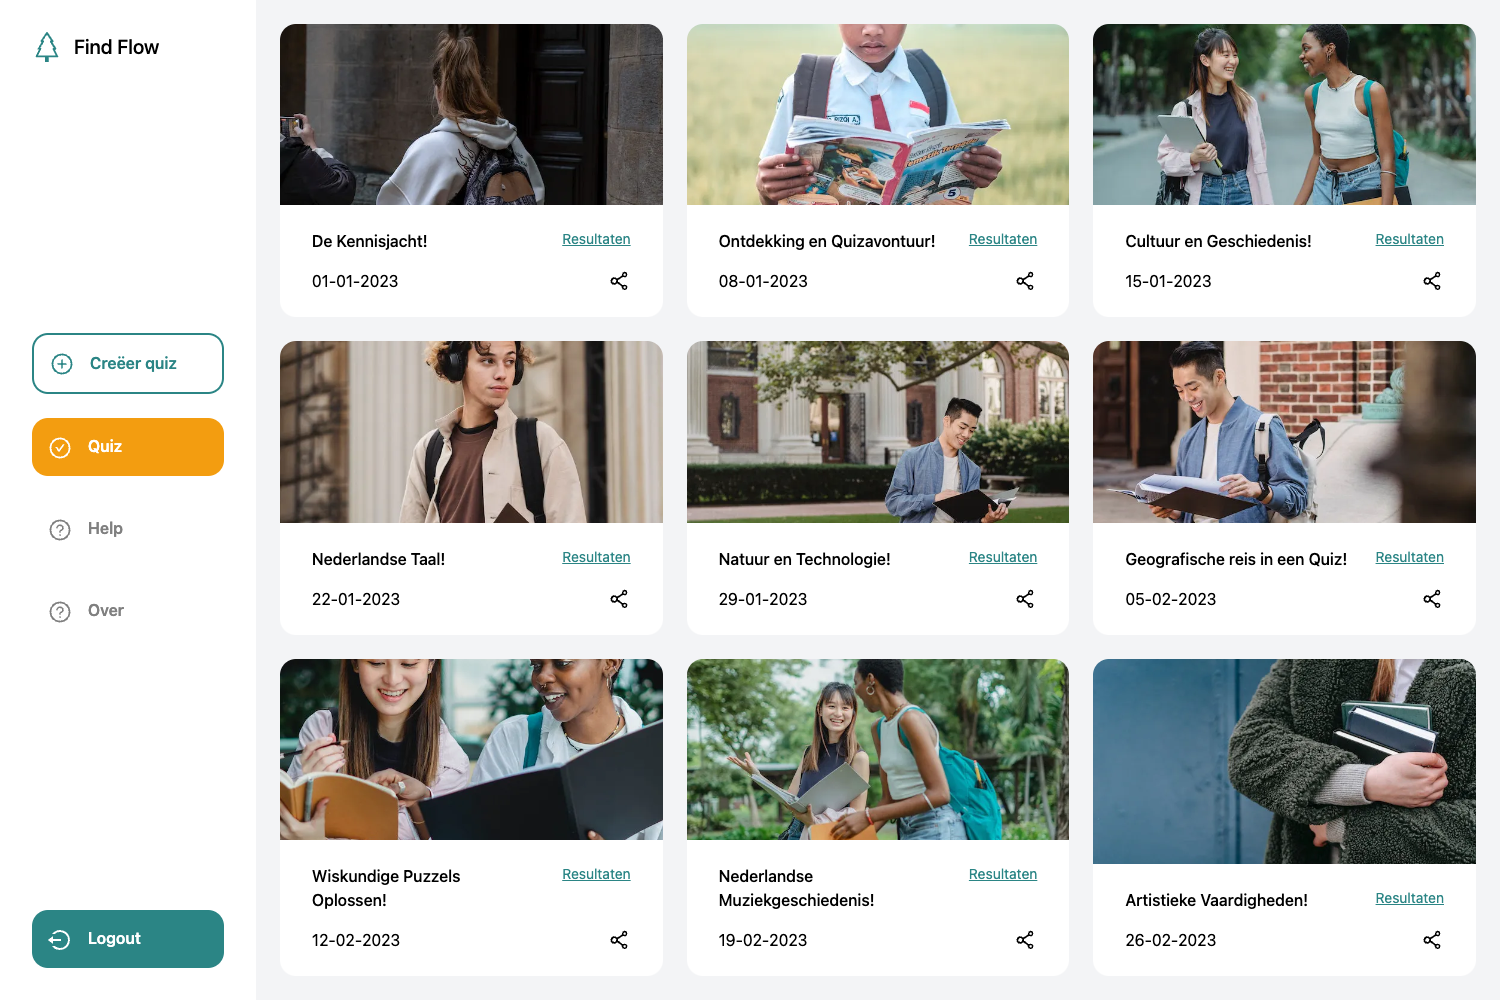 Find Flow
Creëer quiz
Quiz
Help
Over
Logout
De Kennisjacht!
Resultaten
01-01-2023
Ontdekking en Quizavontuur!
Resultaten
08-01-2023
Cultuur en Geschiedenis!
Resultaten
15-01-2023
Nederlandse Taal!
Resultaten
22-01-2023
Natuur en Technologie!
Resultaten
29-01-2023
Geografische reis in een Quiz!
Resultaten
05-02-2023
Wiskundige Puzzels
Oplossen!
Resultaten
12-02-2023
Nederlandse
Muziekgeschiedenis!
Resultaten
19-02-2023
Artistieke Vaardigheden!
Resultaten
26-02-2023